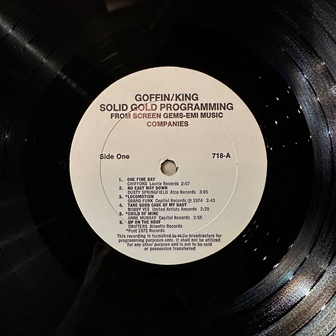 GOFFIN/KING
SOLID GOLD PROGRAMMING
FROM SCREEN GEMS-EMI MUSIC
COMPANIES
Side One 718-A
1. ONE FINE DAY
CHIFFONS Laurie Records 2:07
2. NO EASY WAY DOWN
DUSTY SPRINGFIELD Atco Records 3:05
3. *LOCOMOTION
GRAND FUNK Capitol Records ℗ 1974 2:43
4. TAKE GOOD CARE OF MY BABY
BOBBY VEE United Artists Records 2:29
5. *CHILD OF MINE
ANNE MURRAY Capitol Records 2:55
6. UP ON THE ROOF
DRIFTERS Atlantic Records
*Post 1972 Records
This recording is furnished to radio broadcasters for
programming purposes only. It shall not be utilized
for any other purpose and is not to be sold
or possession transferred